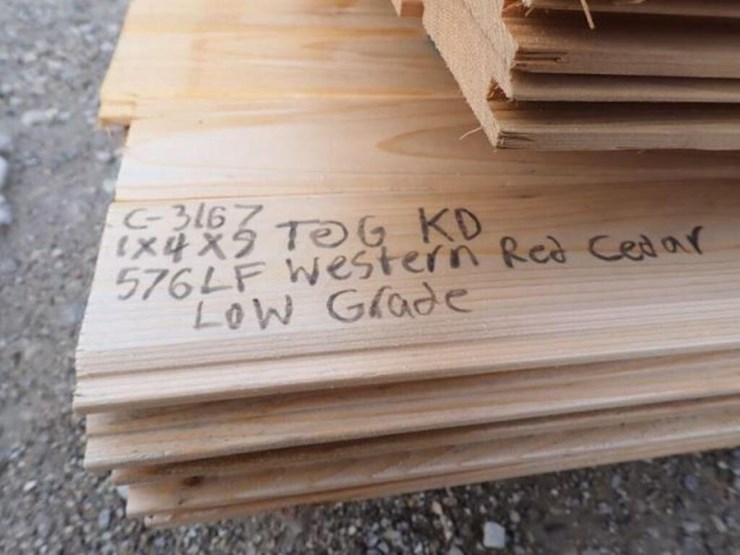 C-3167
1X4X9 T@G KD
576LF Western Red Cedar
LOW Grade